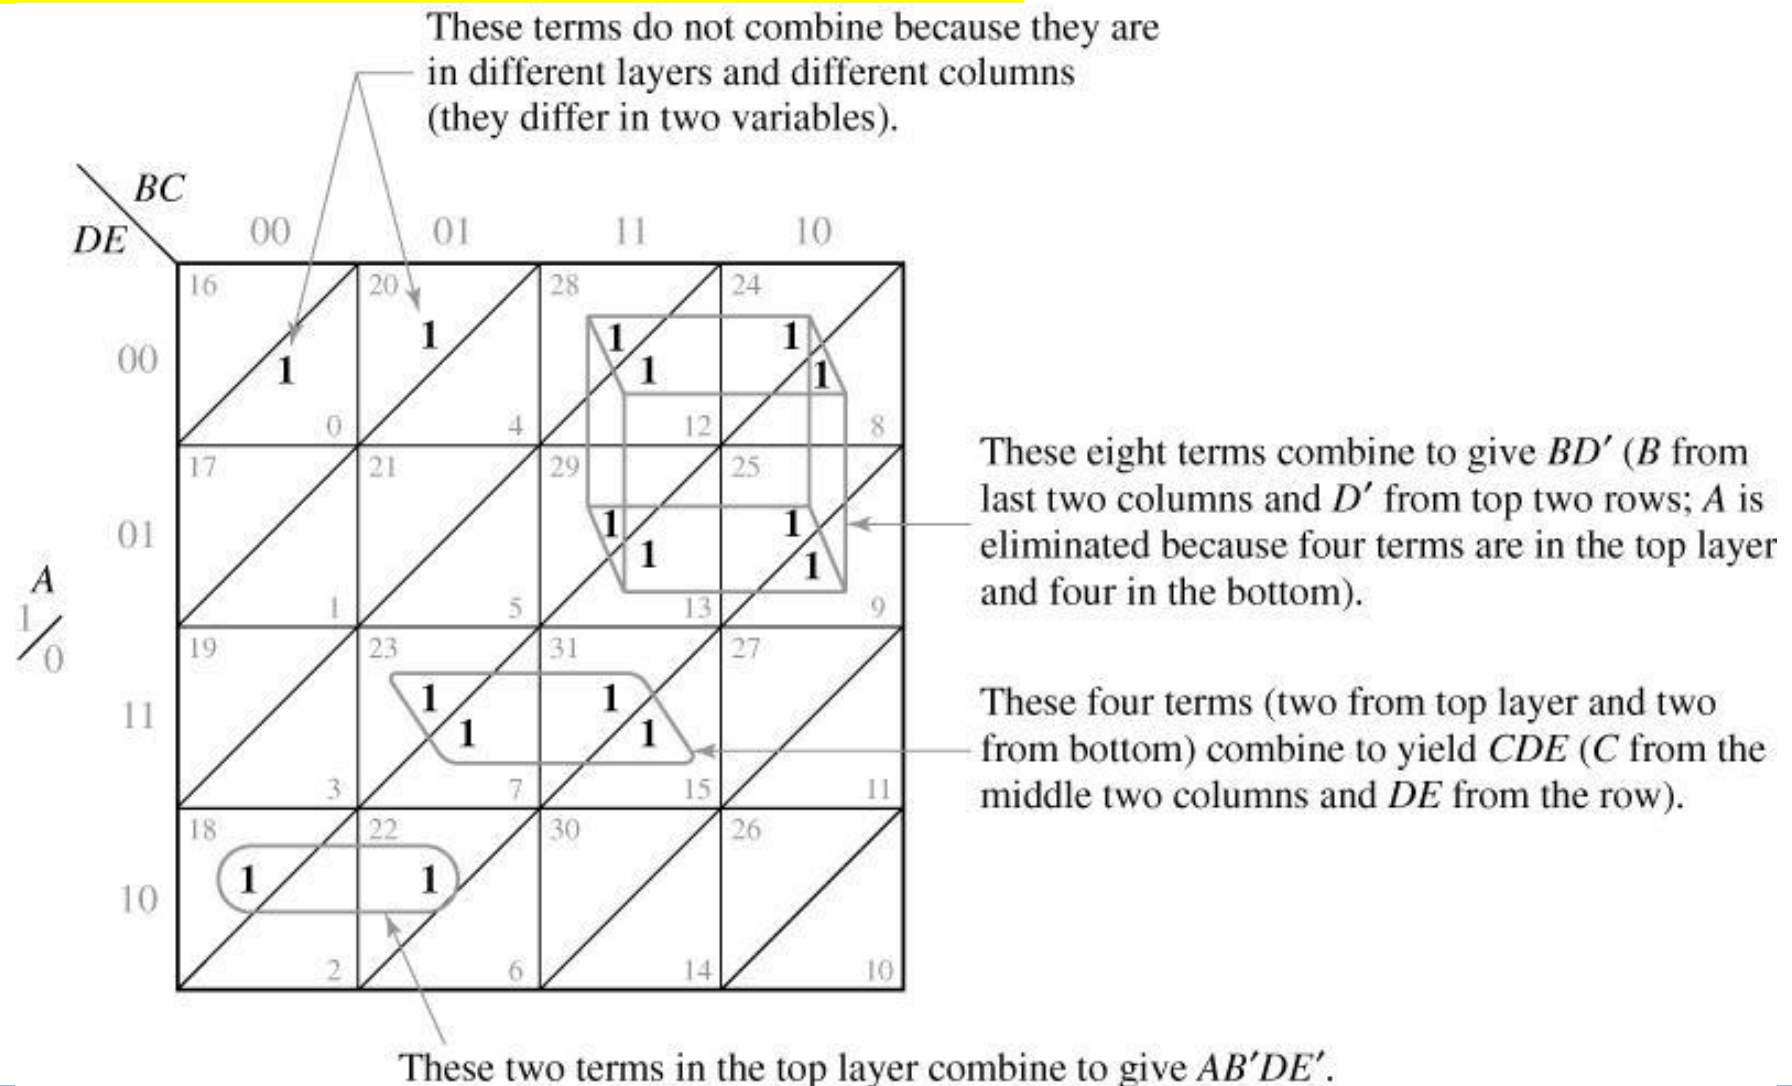 These terms do not combine because they are
in different layers and different columns
(they differ in two variables).
BC
DE
00 01 11 10
16 20 28 24
1 1 1 1
00
1 1 1
0 4 12 8
17 21 29 25
01
1 1
1 1
1 5 13 9
A
1
0
19 23 31 27
1 1
11
1 1
3 7 15 11
18 22 30 26
1 1
10
2 6 14 10
These eight terms combine to give BD′ (B from
last two columns and D′ from top two rows; A is
eliminated because four terms are in the top layer
and four in the bottom).
These four terms (two from top layer and two
from bottom) combine to yield CDE (C from the
middle two columns and DE from the row).
These two terms in the top layer combine to give AB′DE′.